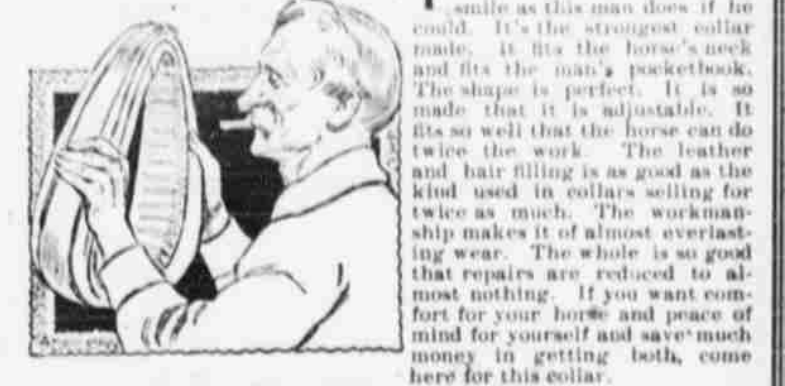 smile as this man does if he
could. It's the strongest collar
made. It fits the horse's neck
and fits the man's pocketbook.
The shape is perfect. It is so
made that it is adjustable. It
fits so well that the horse can do
twice the work. The leather
and hair filling is as good as the
kind used in collars selling for
twice as much. The workman-
ship makes it of almost everlast-
ing wear. The whole is so good
that repairs are reduced to al-
most nothing. If you want com-
fort for your horse and peace of
mind for yourself and save much
money in getting both, come
here for this collar.